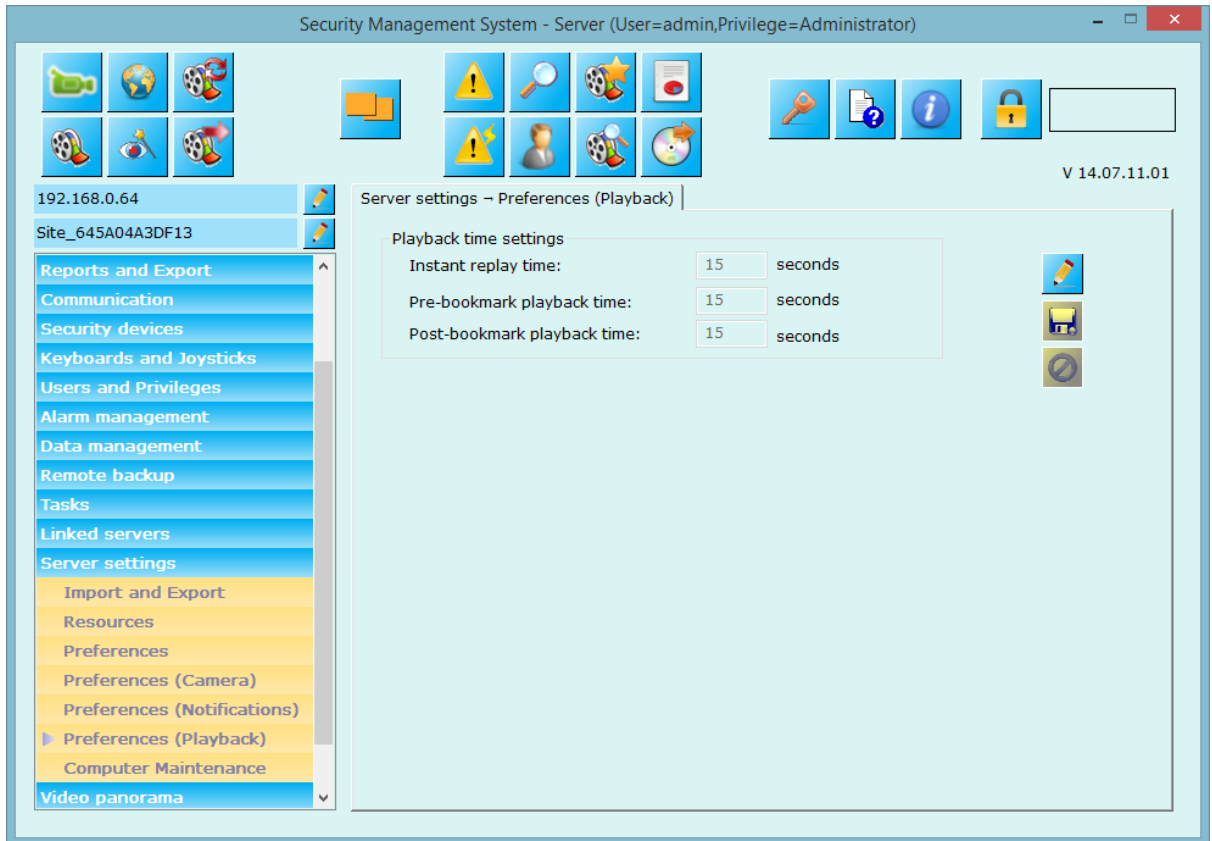 Security Management System - Server (User=admin,Privilege=Administrator)
V 14.07.11.01
192.168.0.64
Site_645A04A3DF13
Reports and Export
Communication
Security devices
Keyboards and Joysticks
Users and Privileges
Alarm management
Data management
Remote backup
Tasks
Linked servers
Server settings
Import and Export
Resources
Preferences
Preferences (Camera)
Preferences (Notifications)
Preferences (Playback)
Computer Maintenance
Video panorama
Server settings → Preferences (Playback)
Playback time settings
Instant replay time: 15 seconds
Pre-bookmark playback time: 15 seconds
Post-bookmark playback time: 15 seconds